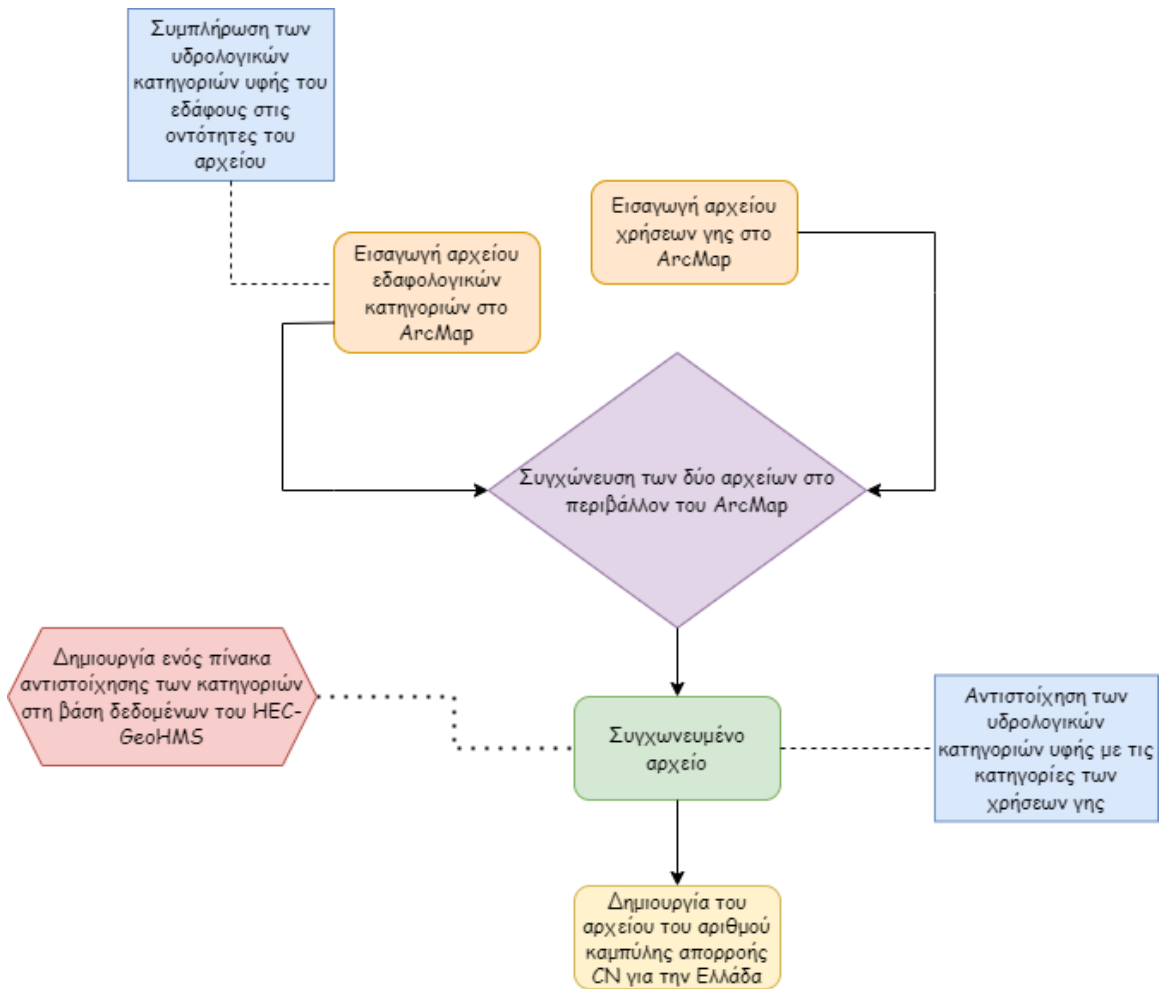 Συμπλήρωση των
υδρολογικών
κατηγοριών υφής του
εδάφους στις
οντότητες του
αρχείου
Εισαγωγή αρχείου
χρήσεων γης στο
ArcMap
Εισαγωγή αρχείου
εδαφολογικών
κατηγοριών στο
ArcMap
Συγχώνευση των δύο αρχείων στο
περιβάλλον του ArcMap
Δημιουργία ενός πίνακα
αντιστοίχησης των κατηγοριών
στη βάση δεδομένων του HEC-
GeoHMS
Συγχωνευμένο
αρχείο
Αντιστοίχηση των
υδρολογικών
κατηγοριών υφής με τις
κατηγορίες των
χρήσεων γης
Δημιουργία του
αρχείου του αριθμού
καμπύλης απορροής
CN για την Ελλάδα